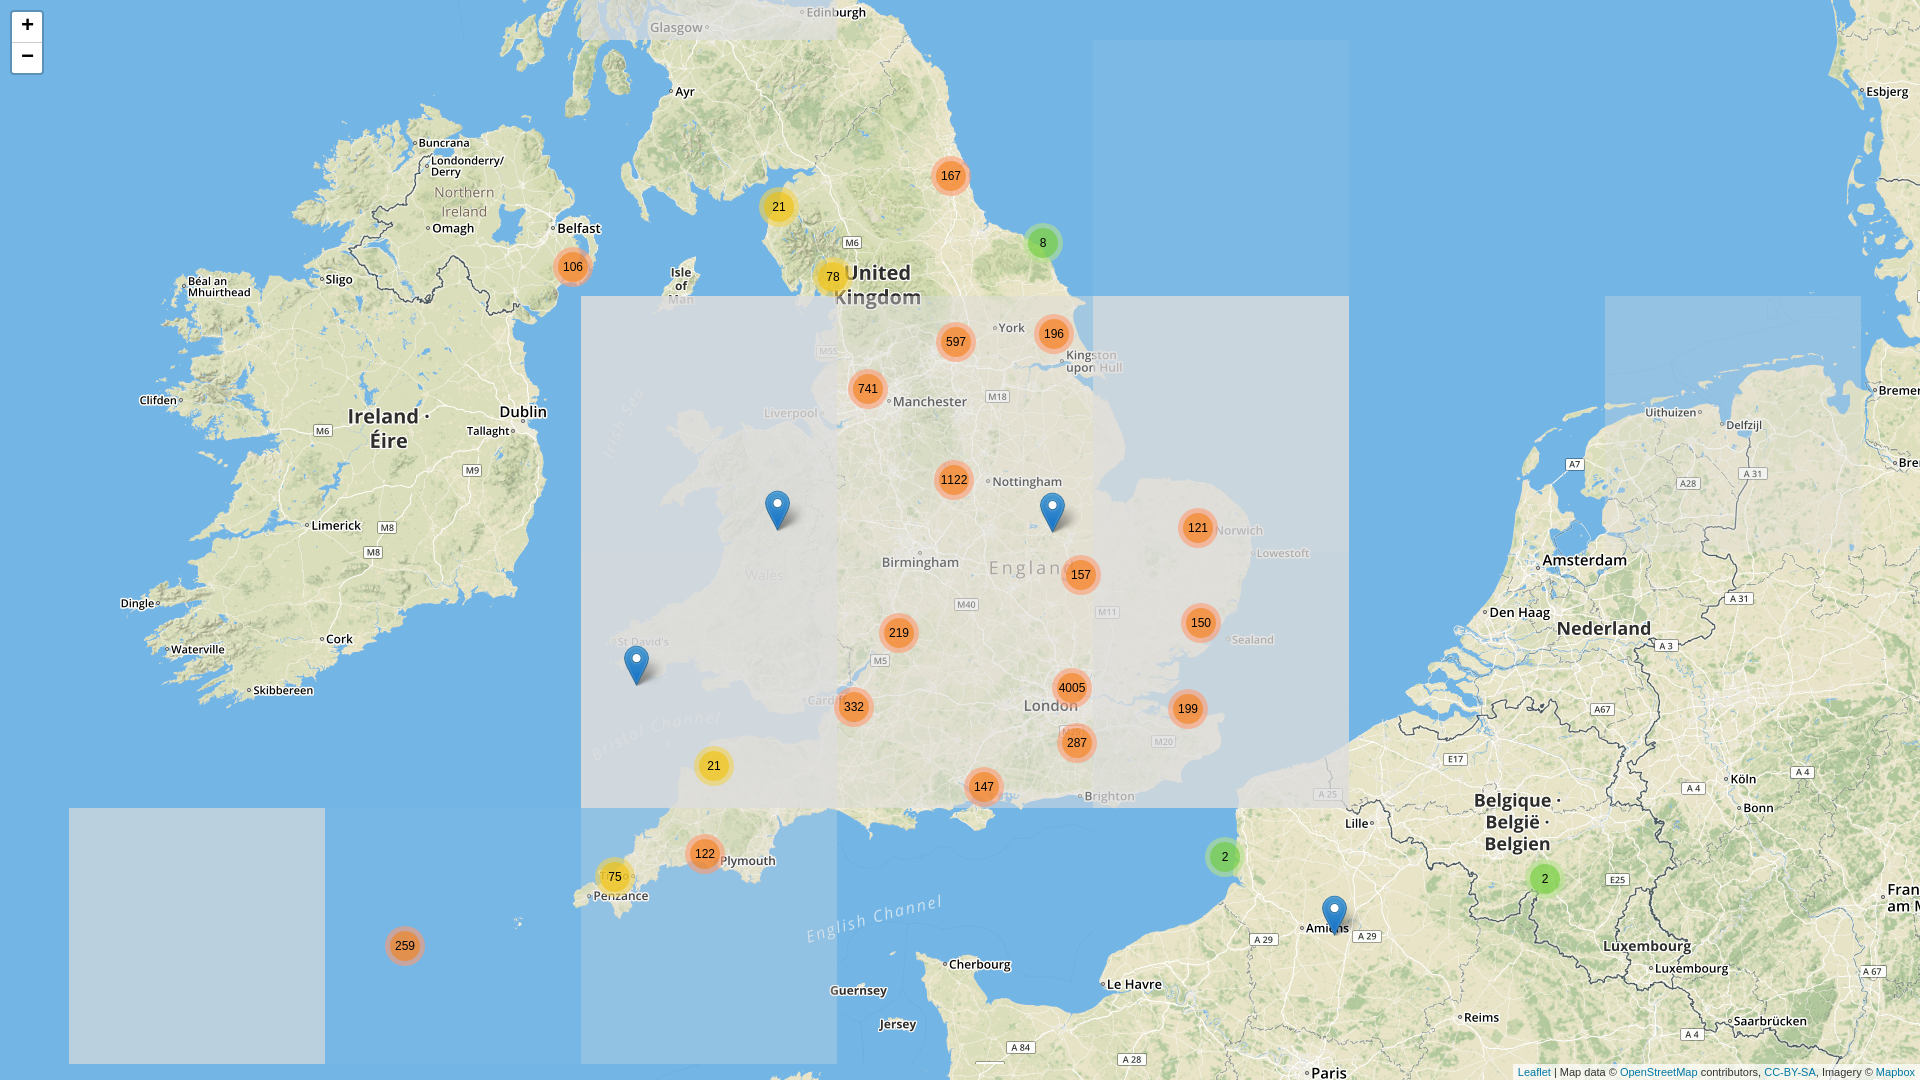 +
−
Glasgow
Edinburgh
Ayr
Esbjerg
Buncrana
Londonderry/
Derry
Northern
Ireland
Omagh
Belfast
167
21
8
M6
106
78
United
Kingdom
Isle
of
Man
Sligo
Béal an
Mhuirthead
York
196
597
Kingston
upon Hull
M55
741
Manchester
M18
Liverpool
Irish Sea
Clifden
Ireland ·
Éire
Dublin
Tallaght
M6
M9
Uithuizen
Delfzijl
Bremer
A7
A 31
A28
Bre
1122
Nottingham
121
Norwich
Lowestoft
Limerick
M8
M8
Birmingham
England
157
Wales
M40
M11
Amsterdam
A 31
Den Haag
Nederland
A 3
Dingle
Cork
Waterville
Skibbereen
St David's
219
M5
150
Sealand
4005
London
199
332
Cardiff
Bristol Channel
287
M20
A67
E17
21
147
Brighton
A 25
Köln
A 4
A 4
Bonn
Belgique ·
België ·
Belgien
Lille
122
Plymouth
75
Penzance
2
2
E25
Fran
am M
English Channel
259
Amiens
A 29
A 29
Luxembourg
Luxembourg
A 67
Cherbourg
Le Havre
Guernsey
Jersey
Reims
Saarbrücken
A 84
A 28
A 4
Paris
Leaflet | Map data © OpenStreetMap contributors, CC-BY-SA, Imagery © Mapbox